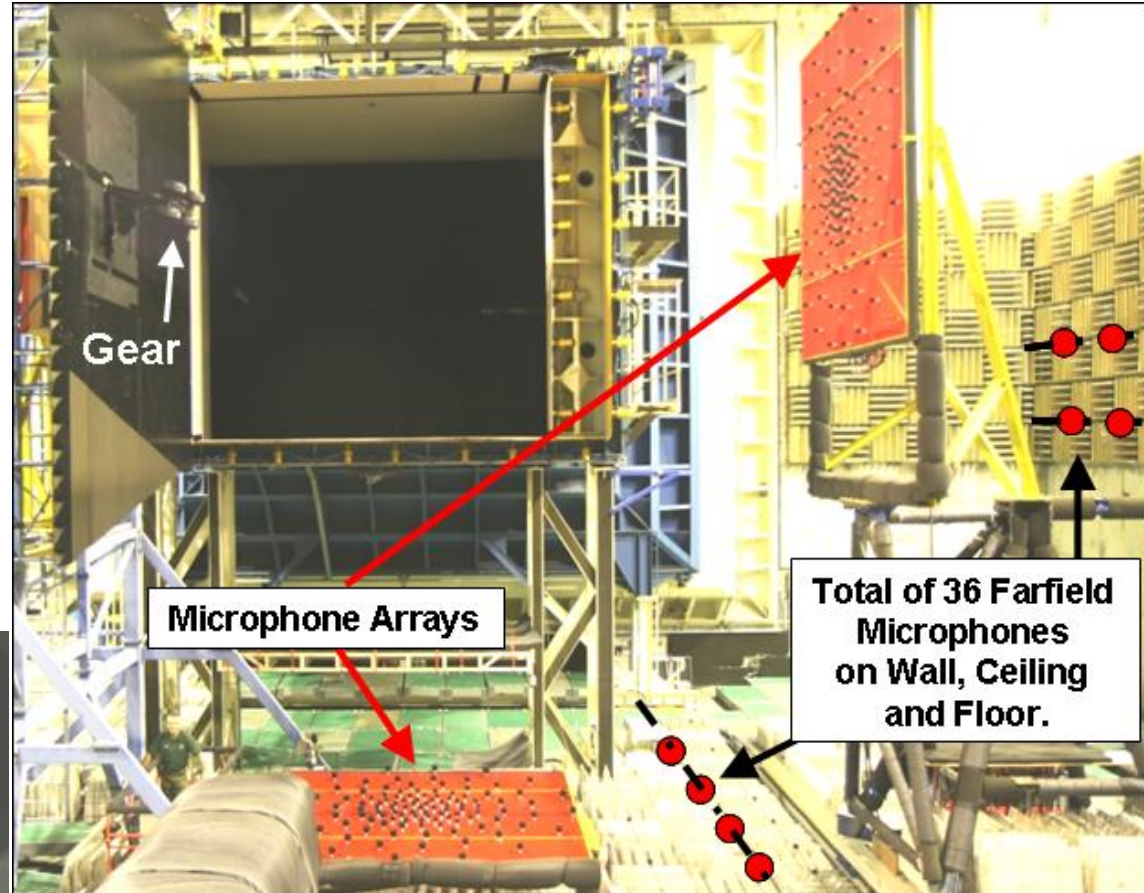 Gear
Microphone Arrays
Total of 36 Farfield
Microphones
on Wall, Ceiling
and Floor.